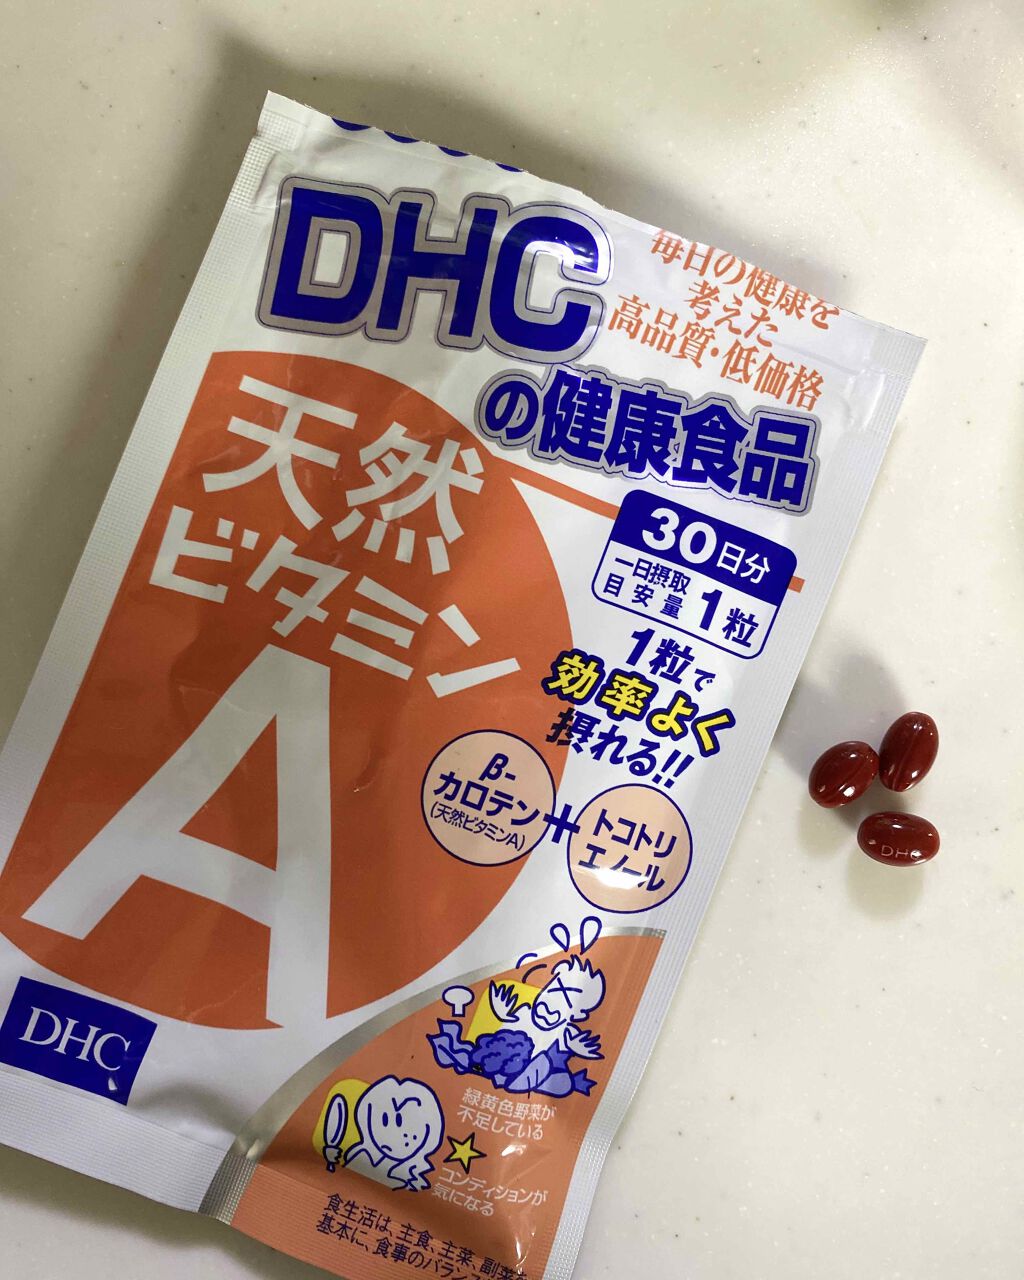 DHC
毎日の健康を
考えた
高品質・低価格
の健康食品
天然
ビタミン
A
30日分
一日摂取
目安量
1粒
1粒で
効率よく
摂れる!!
β-
カロテン
(天然ビタミンA)
+
トコトリ
エノール
DHC
緑黄色野菜が
不足している
コンディションが
気になる
食生活は、主食、主菜、副菜を
基本に、食事のバランス
DHC